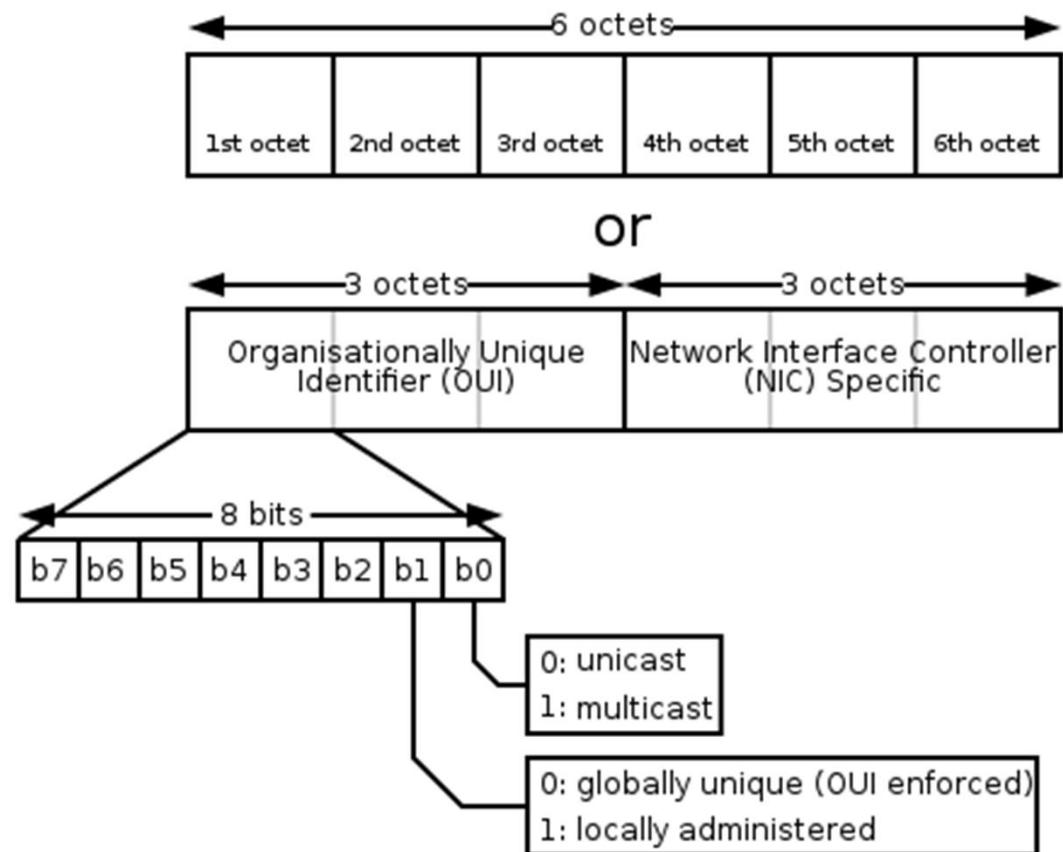 6 octets
1st octet 2nd octet 3rd octet 4th octet 5th octet 6th octet
or
3 octets 3 octets
Organisationally Unique
Identifier (OUI)
Network Interface Controller
(NIC) Specific
8 bits
b7 b6 b5 b4 b3 b2 b1 b0
0: unicast
1: multicast
0: globally unique (OUI enforced)
1: locally administered